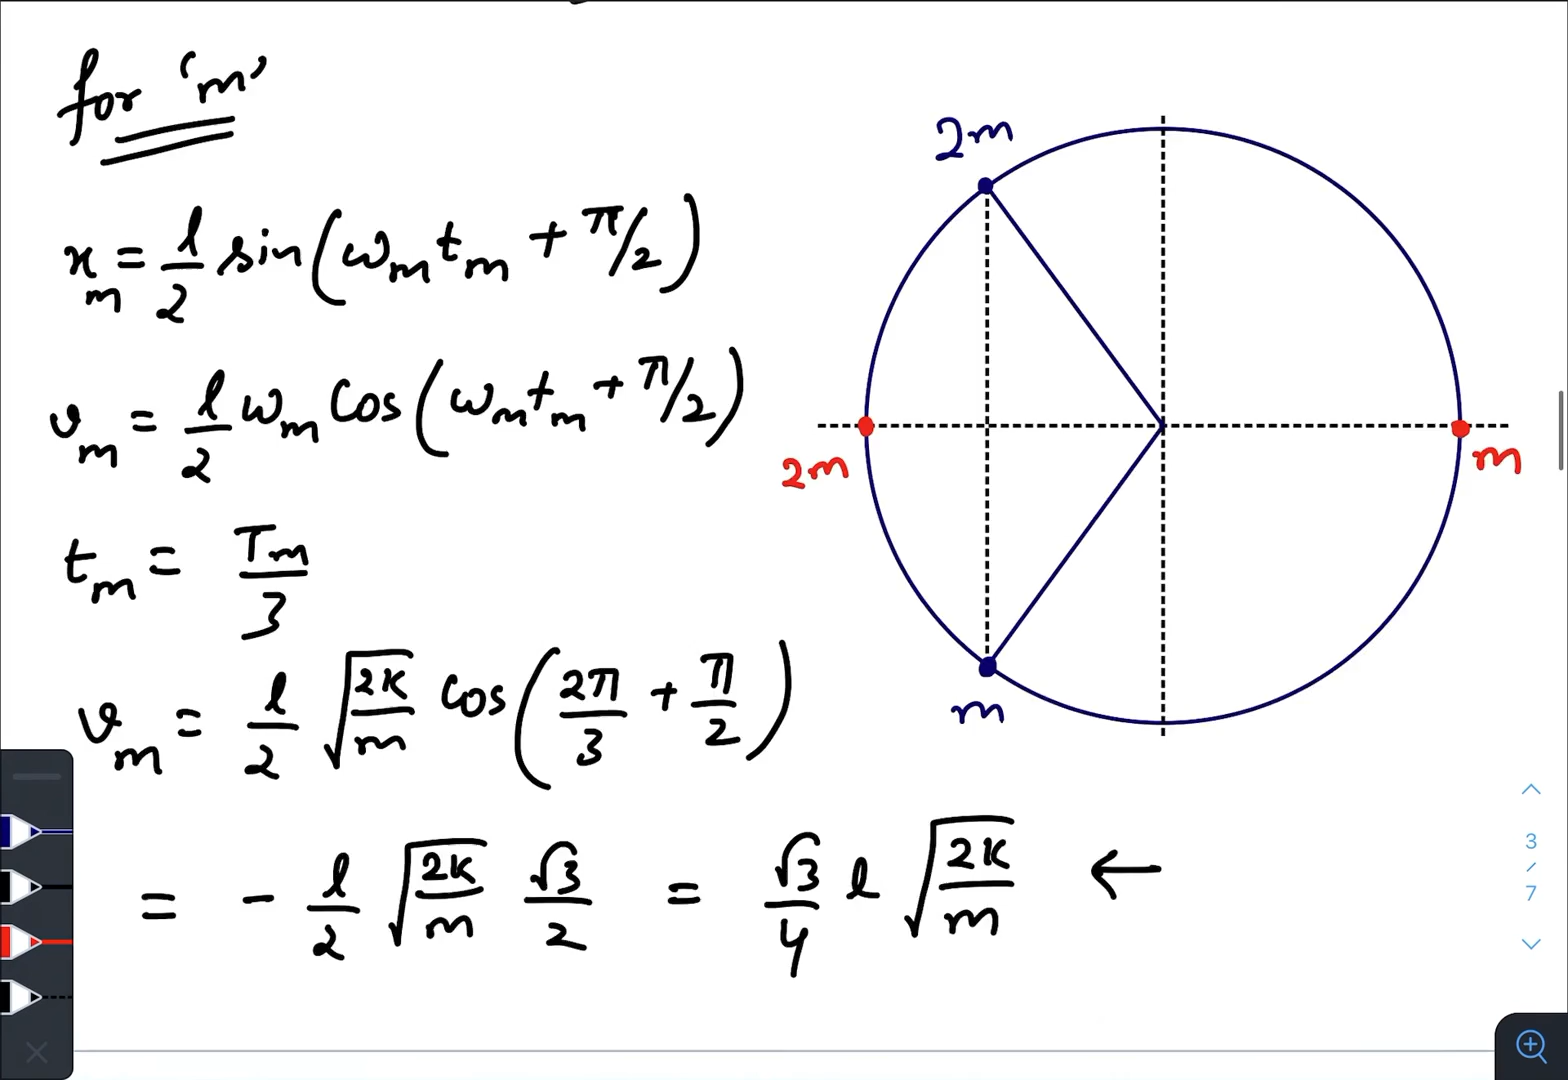 for 'm'
x_m = l/2 sin(ω_m t_m + π/2)
v_m = l/2 ω_m cos(ω_m t_m + π/2)
t_m = T_m/3
v_m = l/2 √(2K/m) cos(2π/3 + π/2)
= - l/2 √(2K/m) √3/2 = √3/4 l √(2K/m) ←
2m
2m
m
m
3
/
7